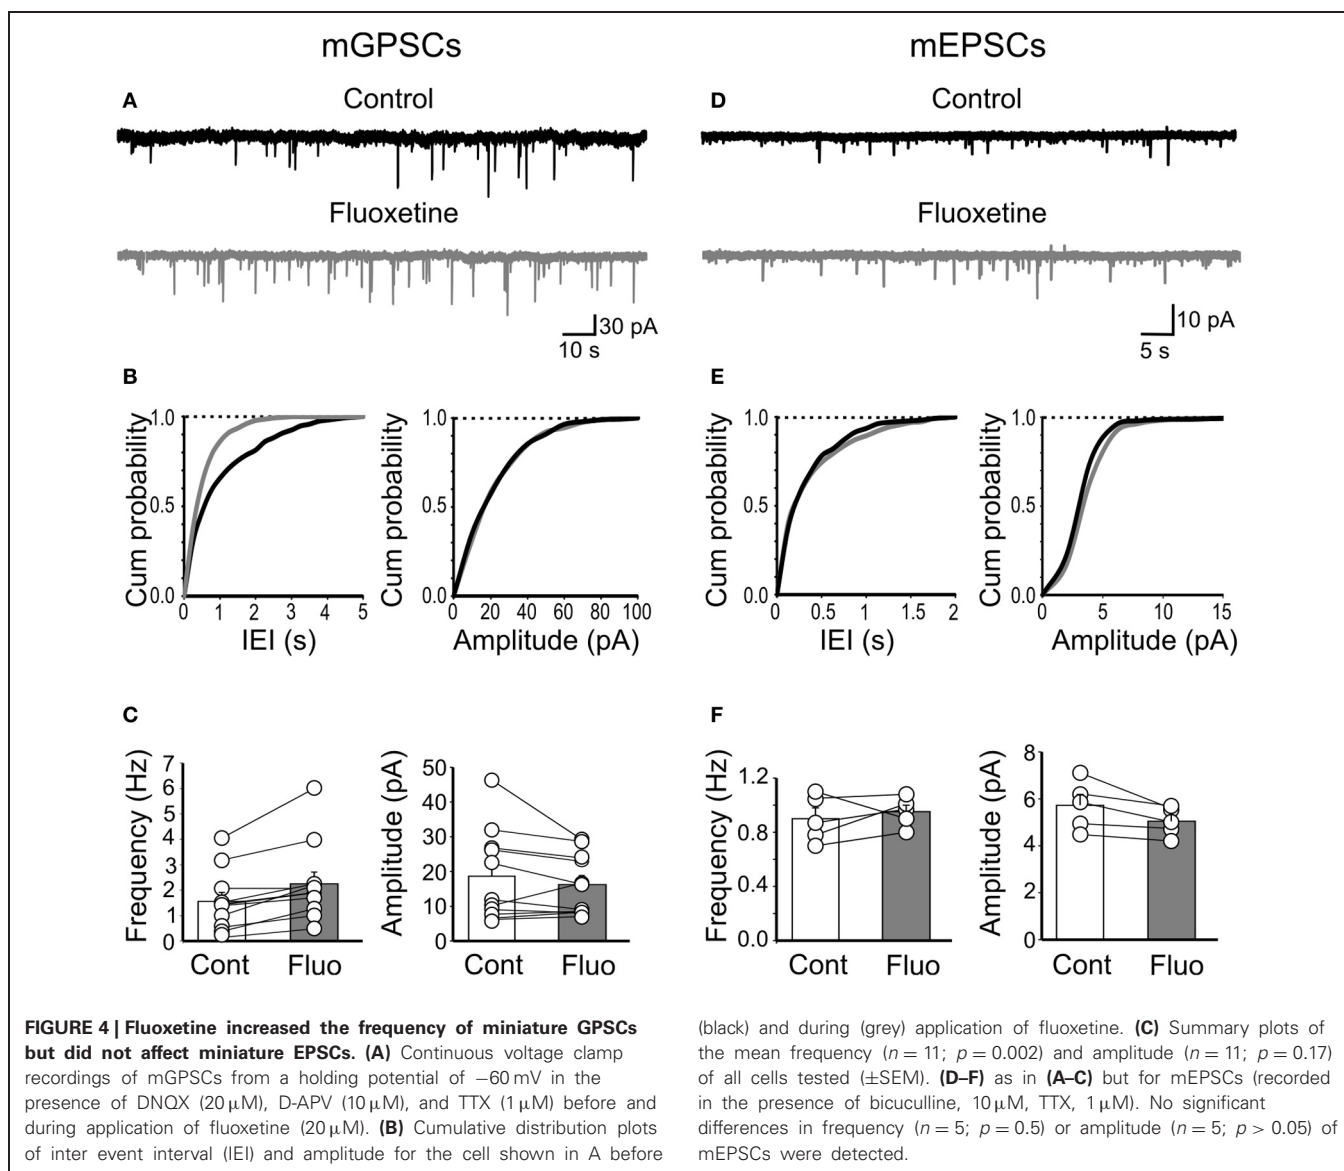 mGPSCs
mEPSCs
A
Control
Fluoxetine
30 pA
10 s
B
Cum probability
1.0
0.5
0.0
0 1 2 3 4 5
IEI (s)
Cum probability
1.0
0.5
0.0
0 20 40 60 80 100
Amplitude (pA)
C
Frequency (Hz)
7
6
5
4
3
2
1
0
Cont Fluo
Amplitude (pA)
50
40
30
20
10
0
Cont Fluo
D
Control
Fluoxetine
10 pA
5 s
E
Cum probability
1.0
0.5
0.0
0 0.5 1 1.5 2
IEI (s)
Cum probability
1.0
0.5
0.0
0 5 10 15
Amplitude (pA)
F
Frequency (Hz)
1.2
0.8
0.4
0.0
Cont Fluo
Amplitude (pA)
8
6
4
2
0
Cont Fluo
FIGURE 4 | Fluoxetine increased the frequency of miniature GPSCs
but did not affect miniature EPSCs. (A) Continuous voltage clamp
recordings of mGPSCs from a holding potential of −60 mV in the
presence of DNQX (20 μM), D-APV (10 μM), and TTX (1 μM) before and
during application of fluoxetine (20 μM). (B) Cumulative distribution plots
of inter event interval (IEI) and amplitude for the cell shown in A before
(black) and during (grey) application of fluoxetine. (C) Summary plots of
the mean frequency (n = 11; p = 0.002) and amplitude (n = 11; p = 0.17)
of all cells tested (±SEM). (D–F) as in (A–C) but for mEPSCs (recorded
in the presence of bicuculline, 10 μM, TTX, 1 μM). No significant
differences in frequency (n = 5; p = 0.5) or amplitude (n = 5; p > 0.05) of
mEPSCs were detected.